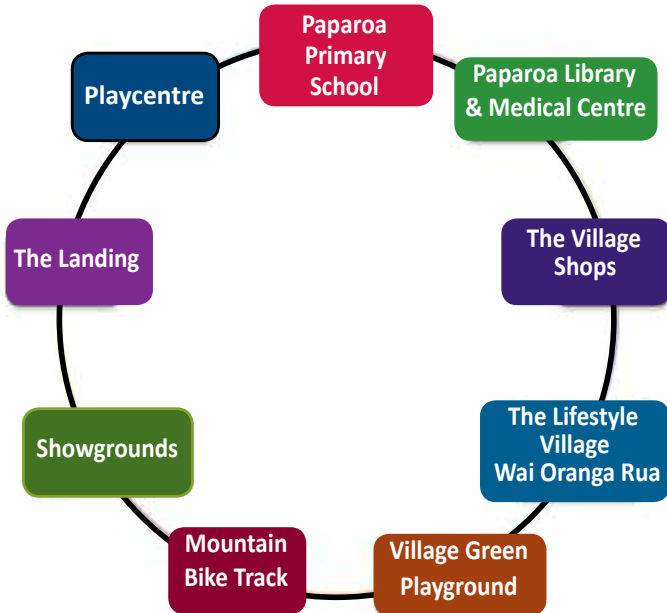 Paparoa
Primary
School
Paparoa Library
& Medical Centre
The Village
Shops
The Lifestyle
Village
Wai Oranga Rua
Village Green
Playground
Mountain
Bike Track
Showgrounds
The Landing
Playcentre